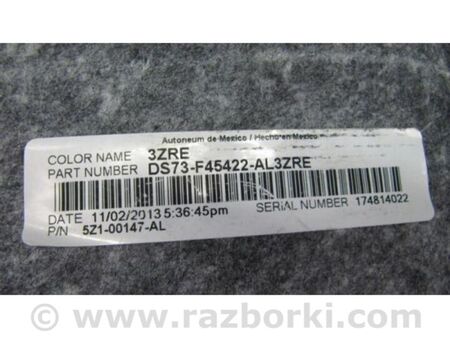 Autoneum de Mexico / Hecho en Mexico
COLOR NAME 3ZRE
PART NUMBER DS73-F45422-AL3ZRE
DATE 11/02/2013 5:36:45pm SERIAL NUMBER 174814022
P/N 5Z1-00147-AL
© www.razborki.com